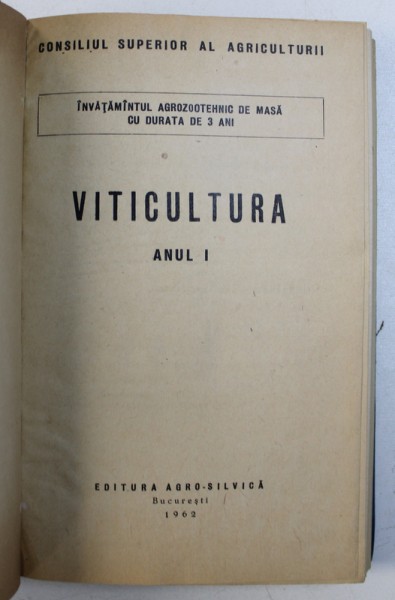 CONSILIUL SUPERIOR AL AGRICULTURII
ÎNVĂȚĂMÎNTUL AGROZOOTEHNIC DE MASĂ
CU DURATA DE 3 ANI
VITICULTURA
ANUL I
EDITURA AGRO-SILVICĂ
București
1962